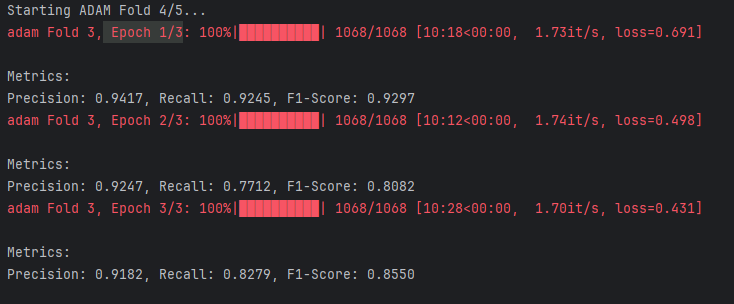 Starting ADAM Fold 4/5...
adam Fold 3, Epoch 1/3: 100%|██████████| 1068/1068 [10:18<00:00,  1.73it/s, loss=0.691]
Metrics:
Precision: 0.9417, Recall: 0.9245, F1-Score: 0.9297
adam Fold 3, Epoch 2/3: 100%|██████████| 1068/1068 [10:12<00:00,  1.74it/s, loss=0.498]
Metrics:
Precision: 0.9247, Recall: 0.7712, F1-Score: 0.8082
adam Fold 3, Epoch 3/3: 100%|██████████| 1068/1068 [10:28<00:00,  1.70it/s, loss=0.431]
Metrics:
Precision: 0.9182, Recall: 0.8279, F1-Score: 0.8550